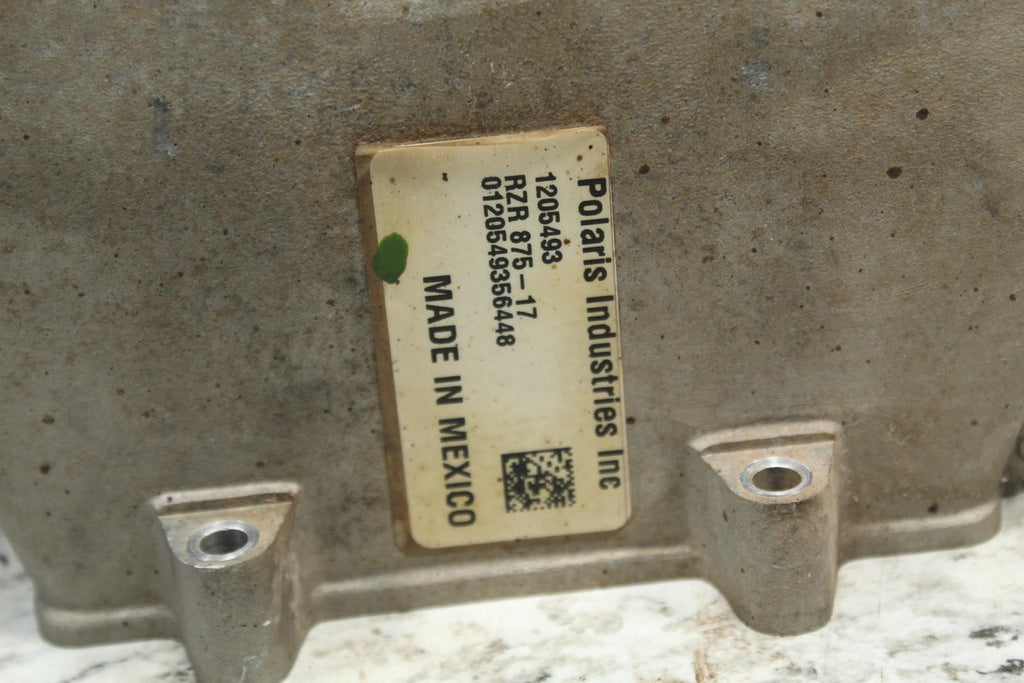 Polaris Industries Inc
1205493
RZR 875-17
0120549356448
MADE IN MEXICO